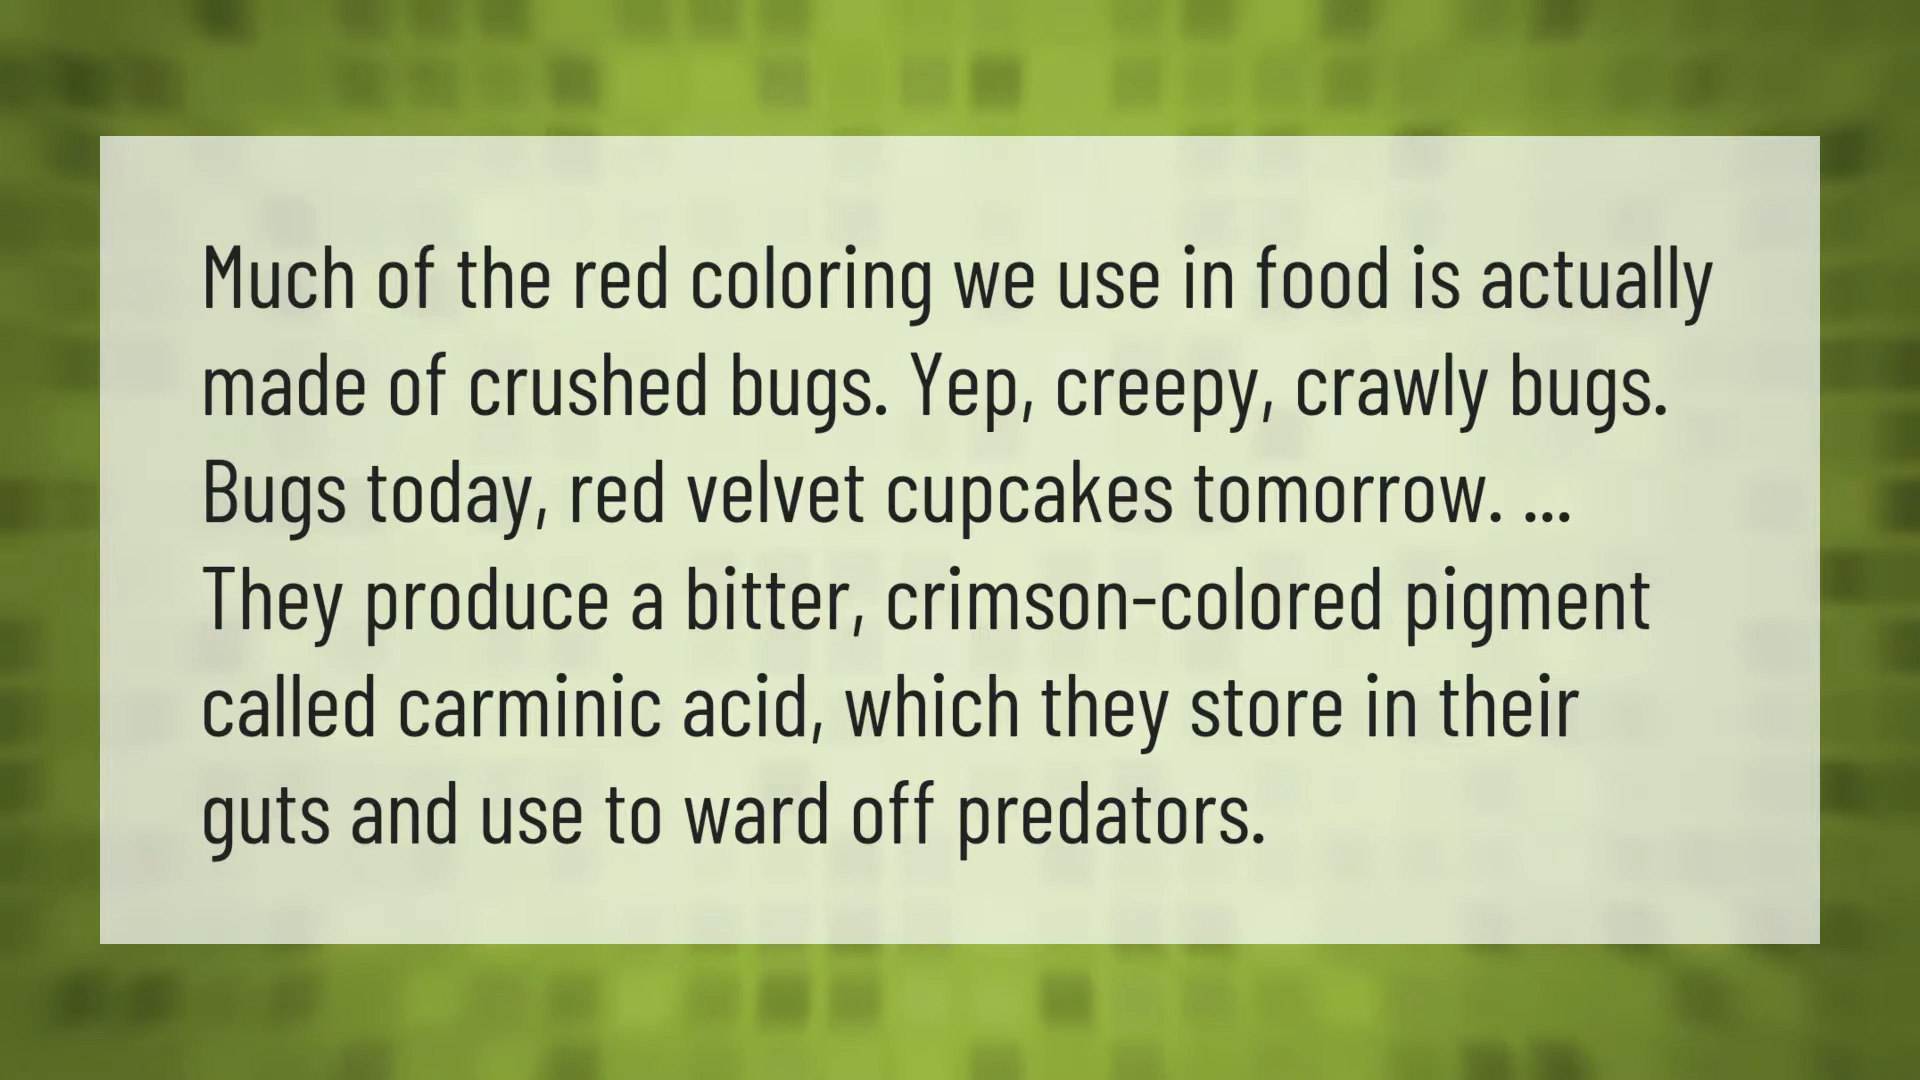 Much of the red coloring we use in food is actually
made of crushed bugs. Yep, creepy, crawly bugs.
Bugs today, red velvet cupcakes tomorrow. ...
They produce a bitter, crimson-colored pigment
called carminic acid, which they store in their
guts and use to ward off predators.